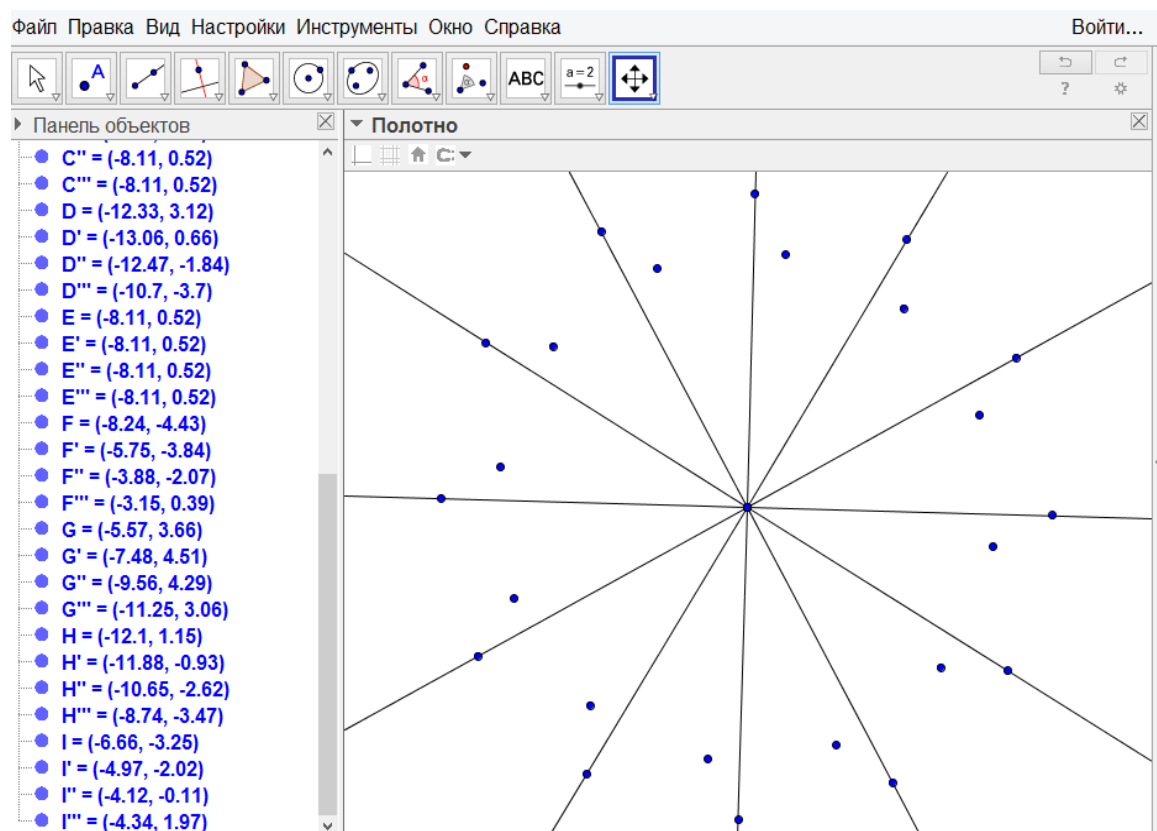 Файл Правка Вид Настройки Инструменты Окно Справка Войти...
A α ABC a=2 ?
Панель объектов Полотно
C'' = (-8.11, 0.52)
C''' = (-8.11, 0.52)
D = (-12.33, 3.12)
D' = (-13.06, 0.66)
D'' = (-12.47, -1.84)
D''' = (-10.7, -3.7)
E = (-8.11, 0.52)
E' = (-8.11, 0.52)
E'' = (-8.11, 0.52)
E''' = (-8.11, 0.52)
F = (-8.24, -4.43)
F' = (-5.75, -3.84)
F'' = (-3.88, -2.07)
F''' = (-3.15, 0.39)
G = (-5.57, 3.66)
G' = (-7.48, 4.51)
G'' = (-9.56, 4.29)
G''' = (-11.25, 3.06)
H = (-12.1, 1.15)
H' = (-11.88, -0.93)
H'' = (-10.65, -2.62)
H''' = (-8.74, -3.47)
I = (-6.66, -3.25)
I' = (-4.97, -2.02)
I'' = (-4.12, -0.11)
I''' = (-4.34, 1.97)